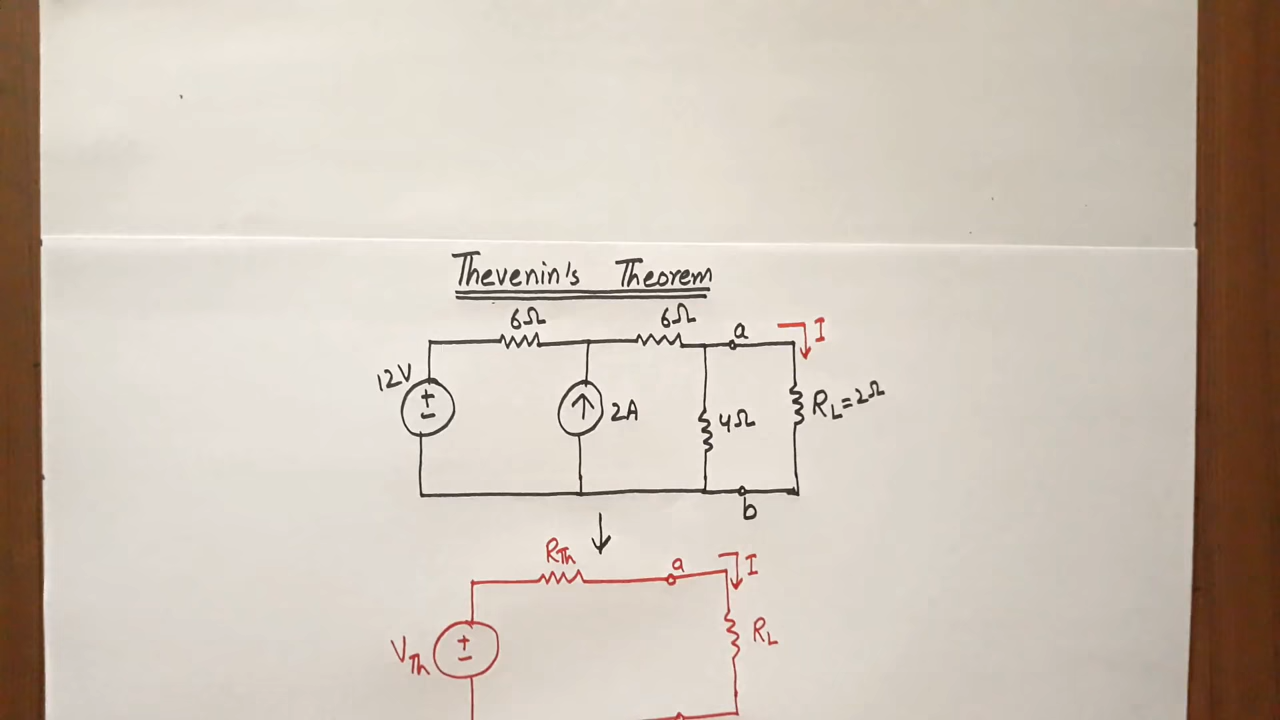 Thevenin's Theorem
6Ω 6Ω
a I
12V + - 2A 4Ω RL=2Ω
b
RTh a I
VTh + - RL